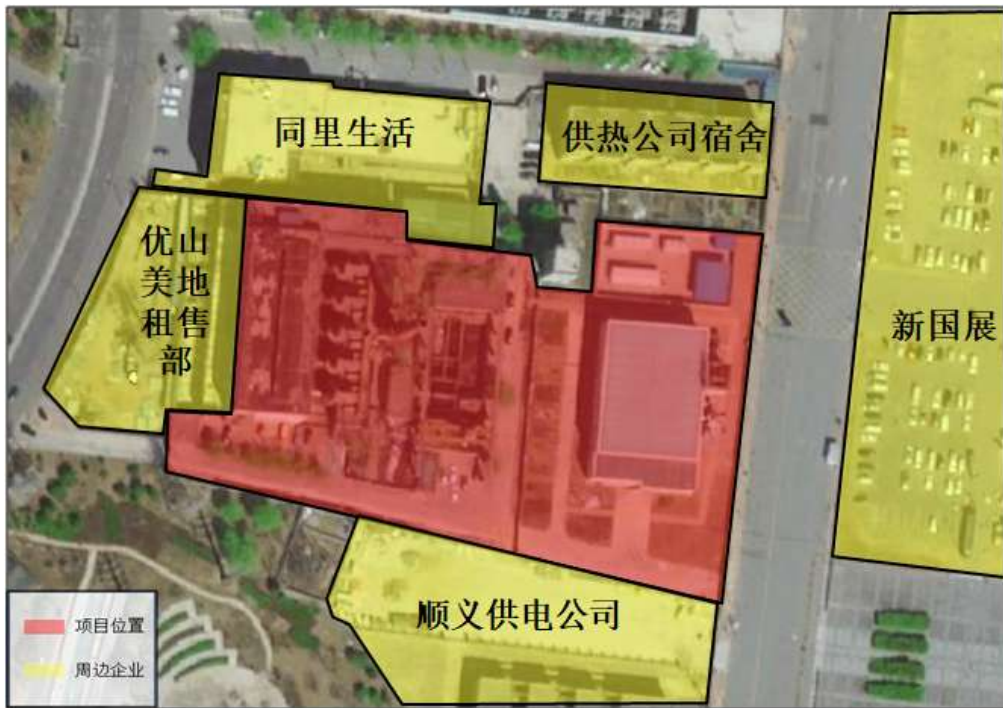 同里生活
供热公司宿舍
优山
美地
租售
部
新国展
顺义供电公司
项目位置
周边企业